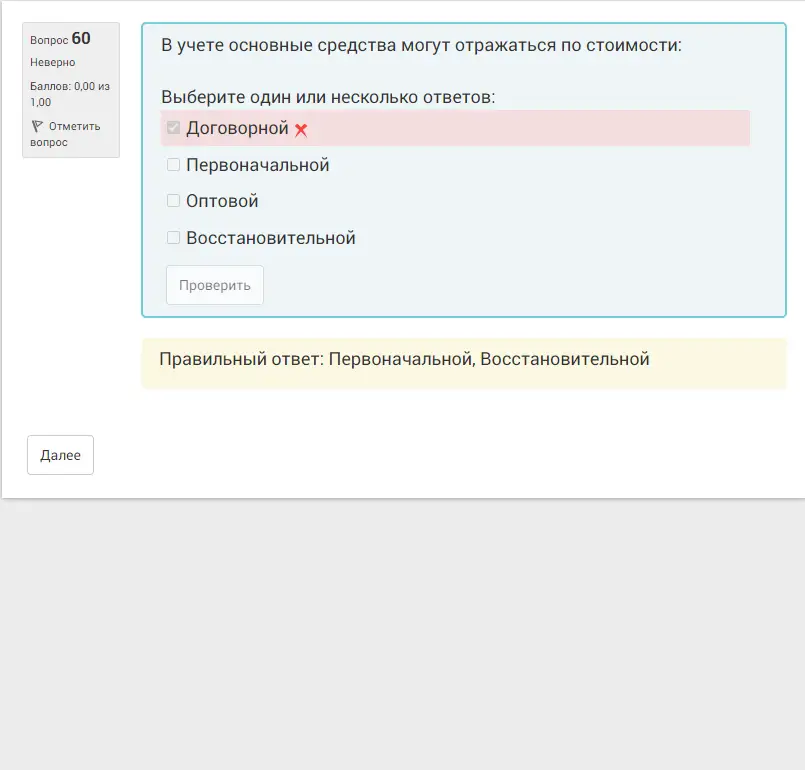 Вопрос 60
Неверно
Баллов: 0,00 из
1,00
Отметить
вопрос
В учете основные средства могут отражаться по стоимости:
Выберите один или несколько ответов:
Договорной
Первоначальной
Оптовой
Восстановительной
Проверить
Правильный ответ: Первоначальной, Восстановительной
Далее